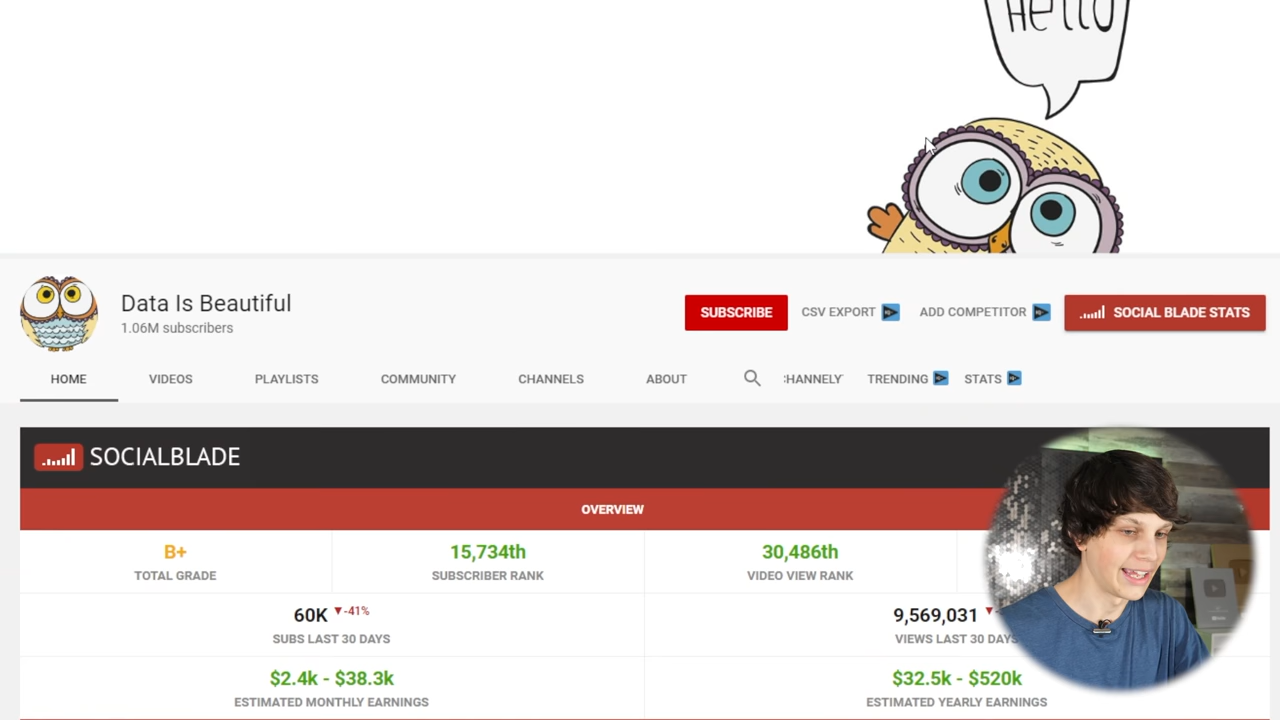 Hello
Data Is Beautiful
1.06M subscribers
SUBSCRIBE
CSV EXPORT
ADD COMPETITOR
SOCIAL BLADE STATS
HOME
VIDEOS
PLAYLISTS
COMMUNITY
CHANNELS
ABOUT
HANNELY
TRENDING
STATS
SOCIALBLADE
OVERVIEW
B+
TOTAL GRADE
15,734th
SUBSCRIBER RANK
30,486th
VIDEO VIEW RANK
60K ▼-41%
SUBS LAST 30 DAYS
9,569,031 ▼-
VIEWS LAST 30 DAYS
$2.4k - $38.3k
ESTIMATED MONTHLY EARNINGS
$32.5k - $520k
ESTIMATED YEARLY EARNINGS